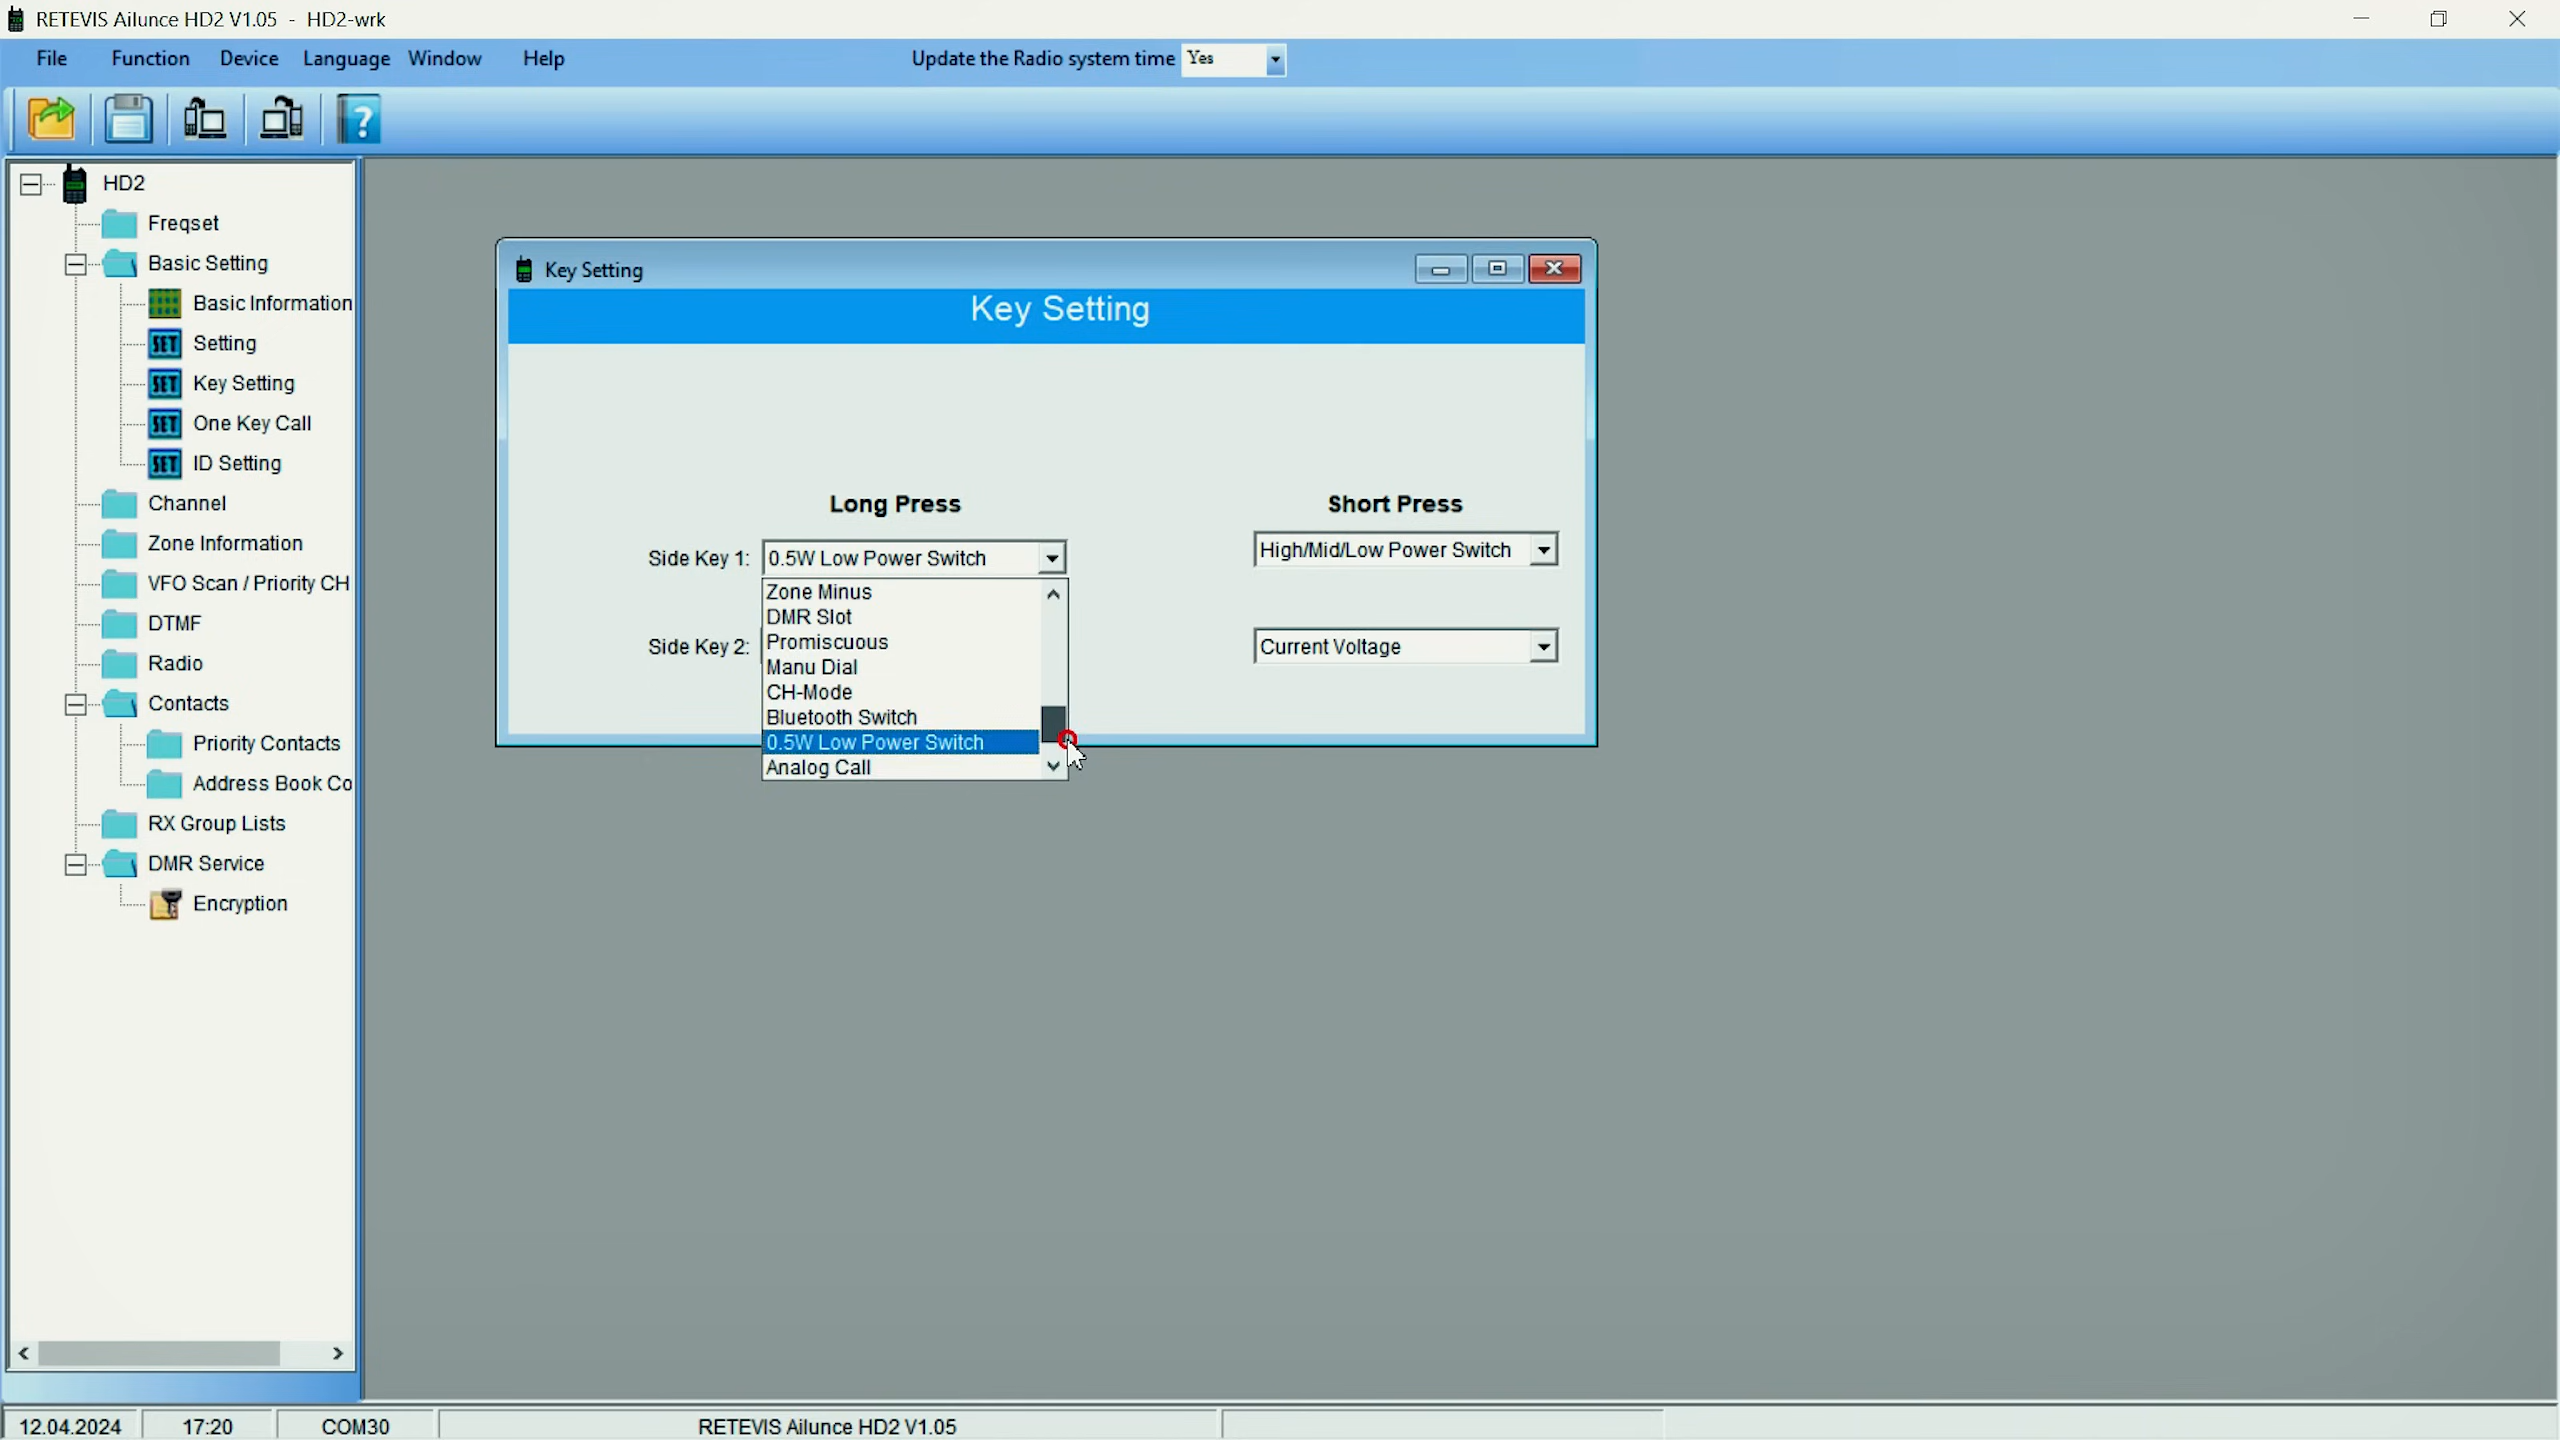 RETEVIS Ailunce HD2 V1.05 - HD2-wrk
File Function Device Language Window Help Update the Radio system time Yes
HD2
Freqset
Basic Setting
Basic Information
Setting
Key Setting
One Key Call
ID Setting
Channel
Zone Information
VFO Scan / Priority CH
DTMF
Radio
Contacts
Priority Contacts
Address Book Co
RX Group Lists
DMR Service
Encryption
Key Setting
Key Setting
Long Press Short Press
Side Key 1: 0.5W Low Power Switch High/Mid/Low Power Switch
Side Key 2: Current Voltage
Zone Minus
DMR Slot
Promiscuous
Manu Dial
CH-Mode
Bluetooth Switch
0.5W Low Power Switch
Analog Call
12.04.2024 17:20 COM30 RETEVIS Ailunce HD2 V1.05